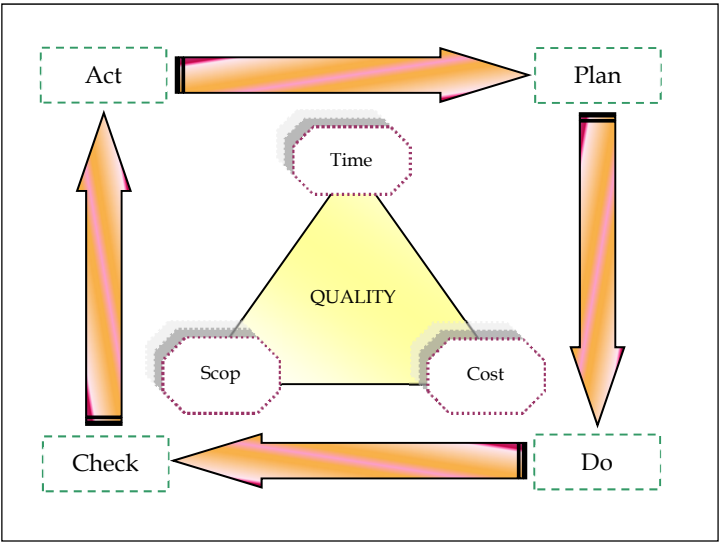 Act
Plan
Time
QUALITY
Scop
Cost
Check
Do